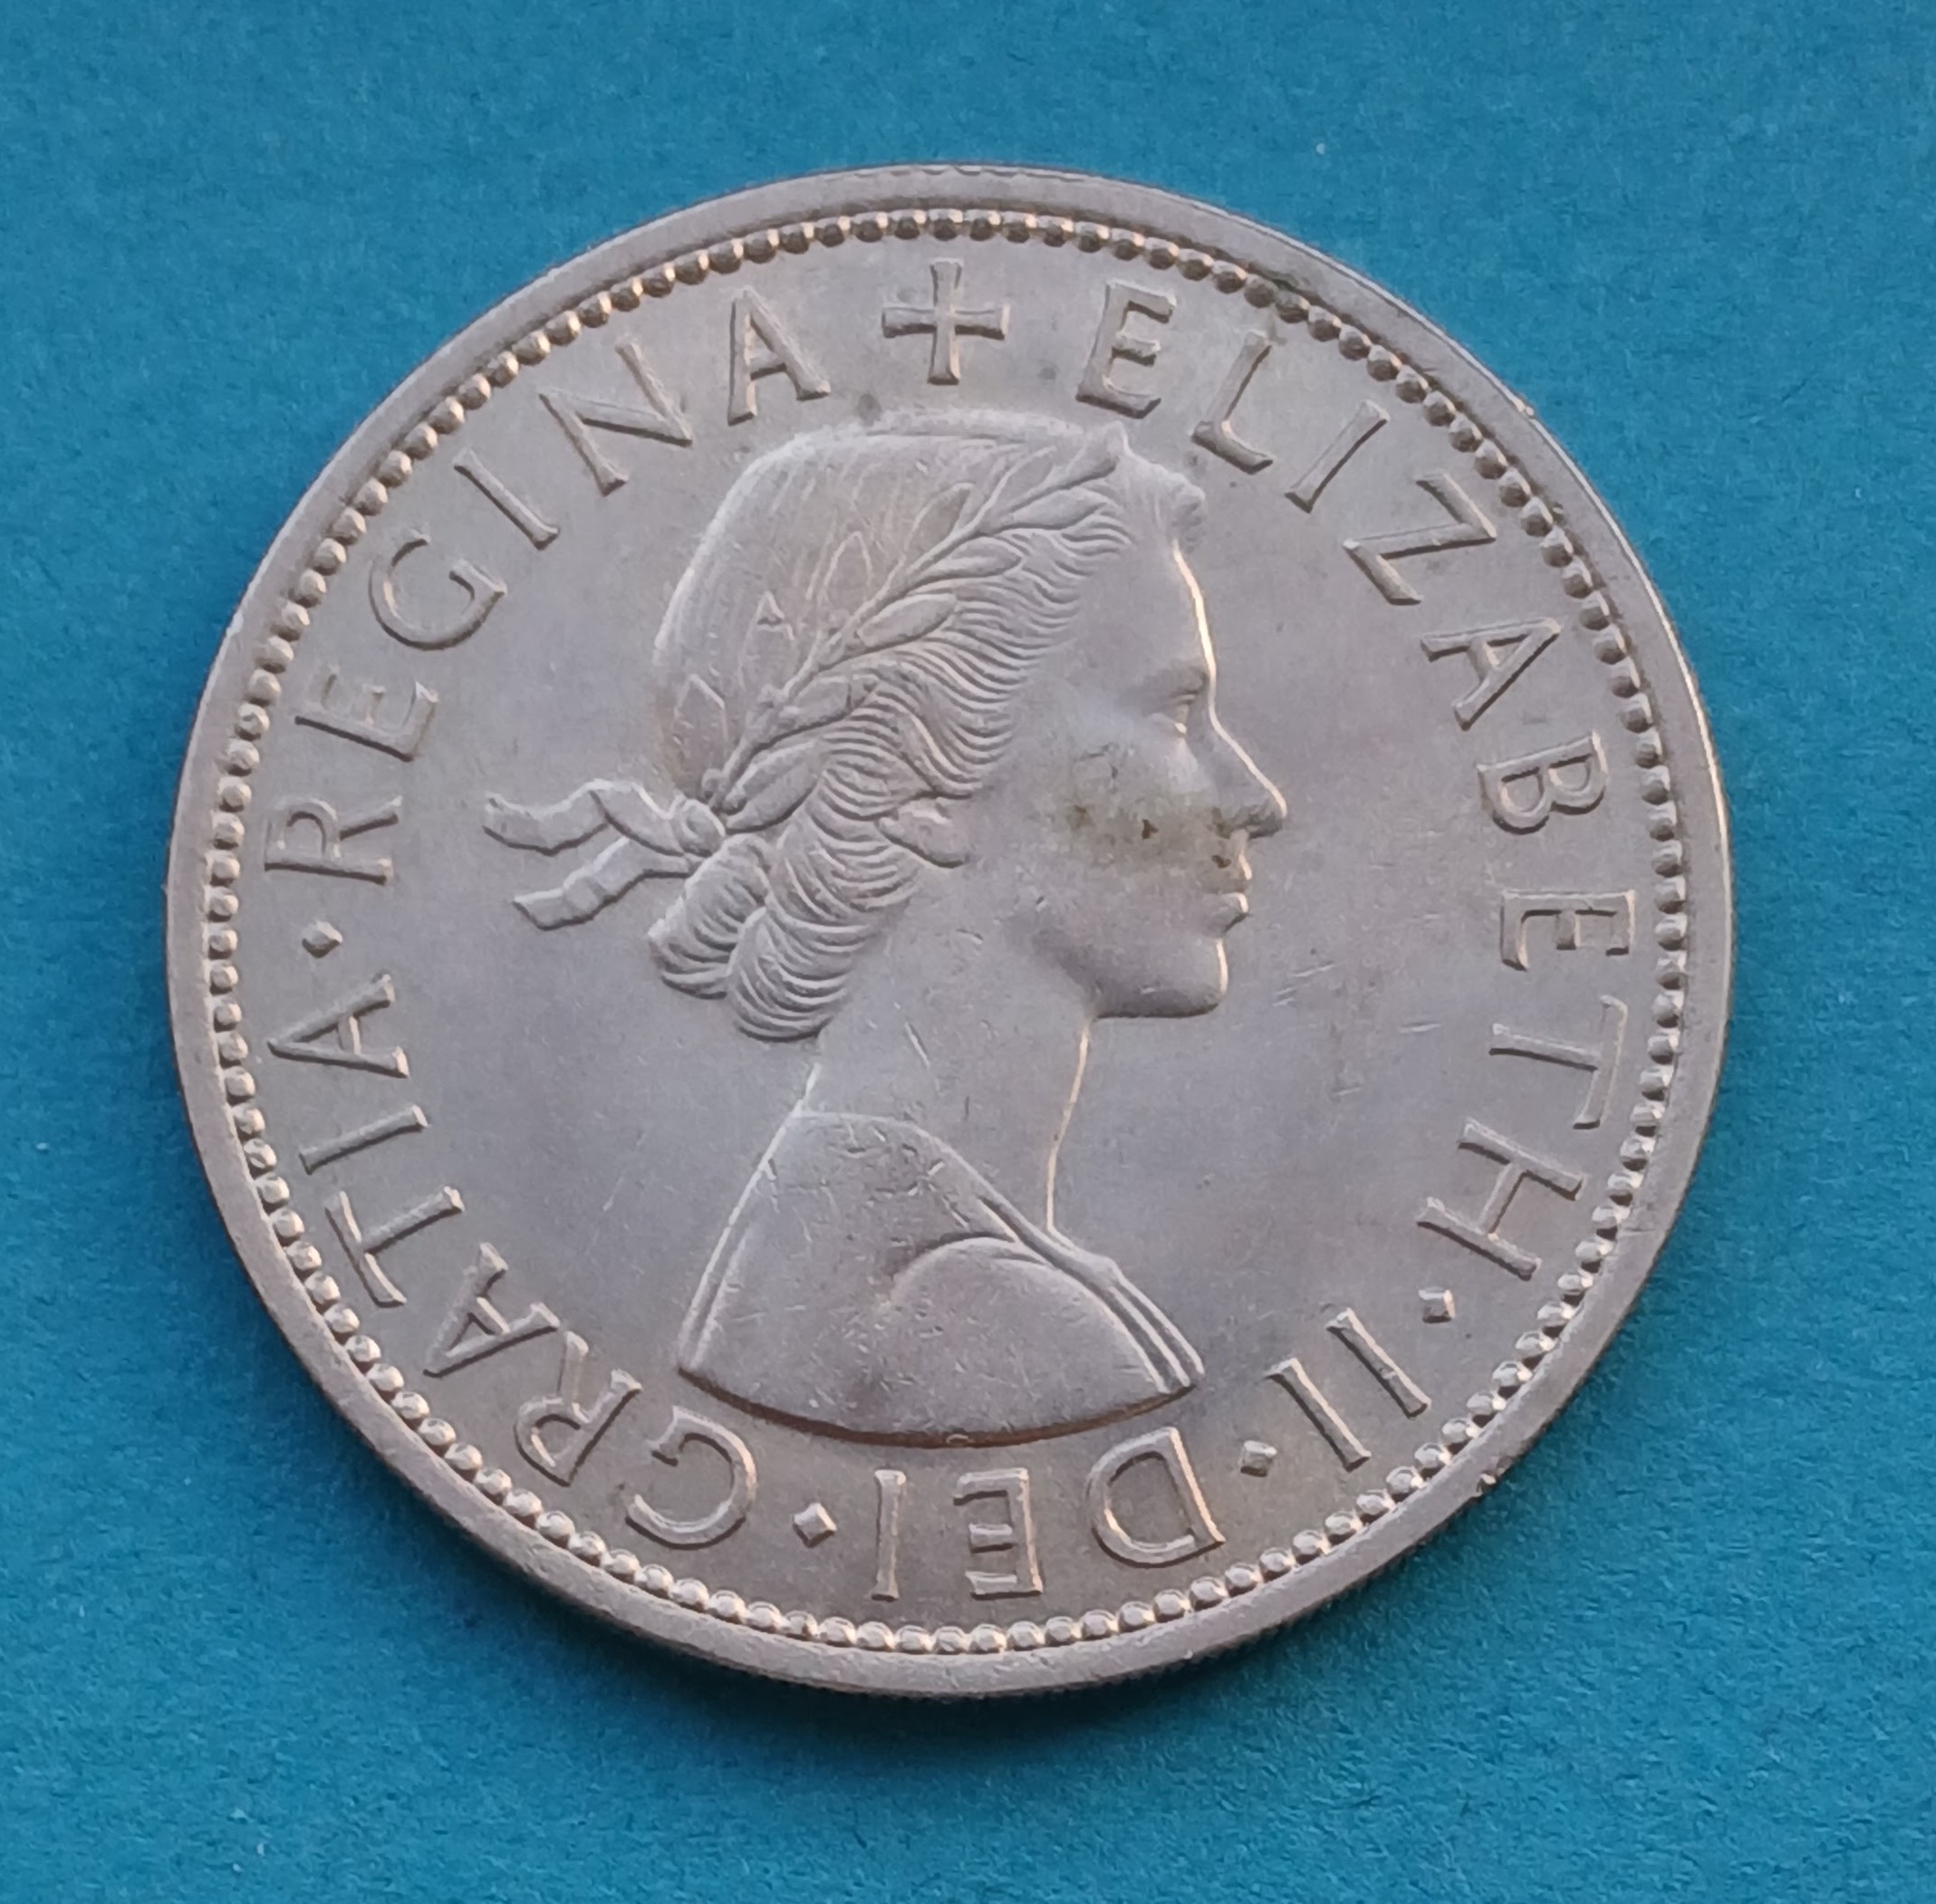 + ELIZABETH · II · DEI · GRATIA · REGINA